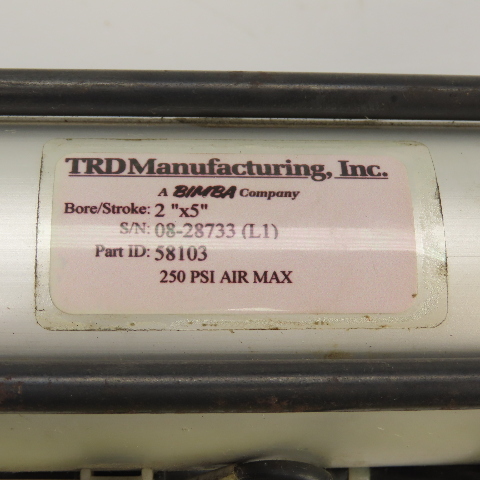 TRDManufacturing, Inc.
A BIMBA Company
Bore/Stroke: 2 "x5"
S/N: 08-28733 (L1)
Part ID: 58103
250 PSI AIR MAX